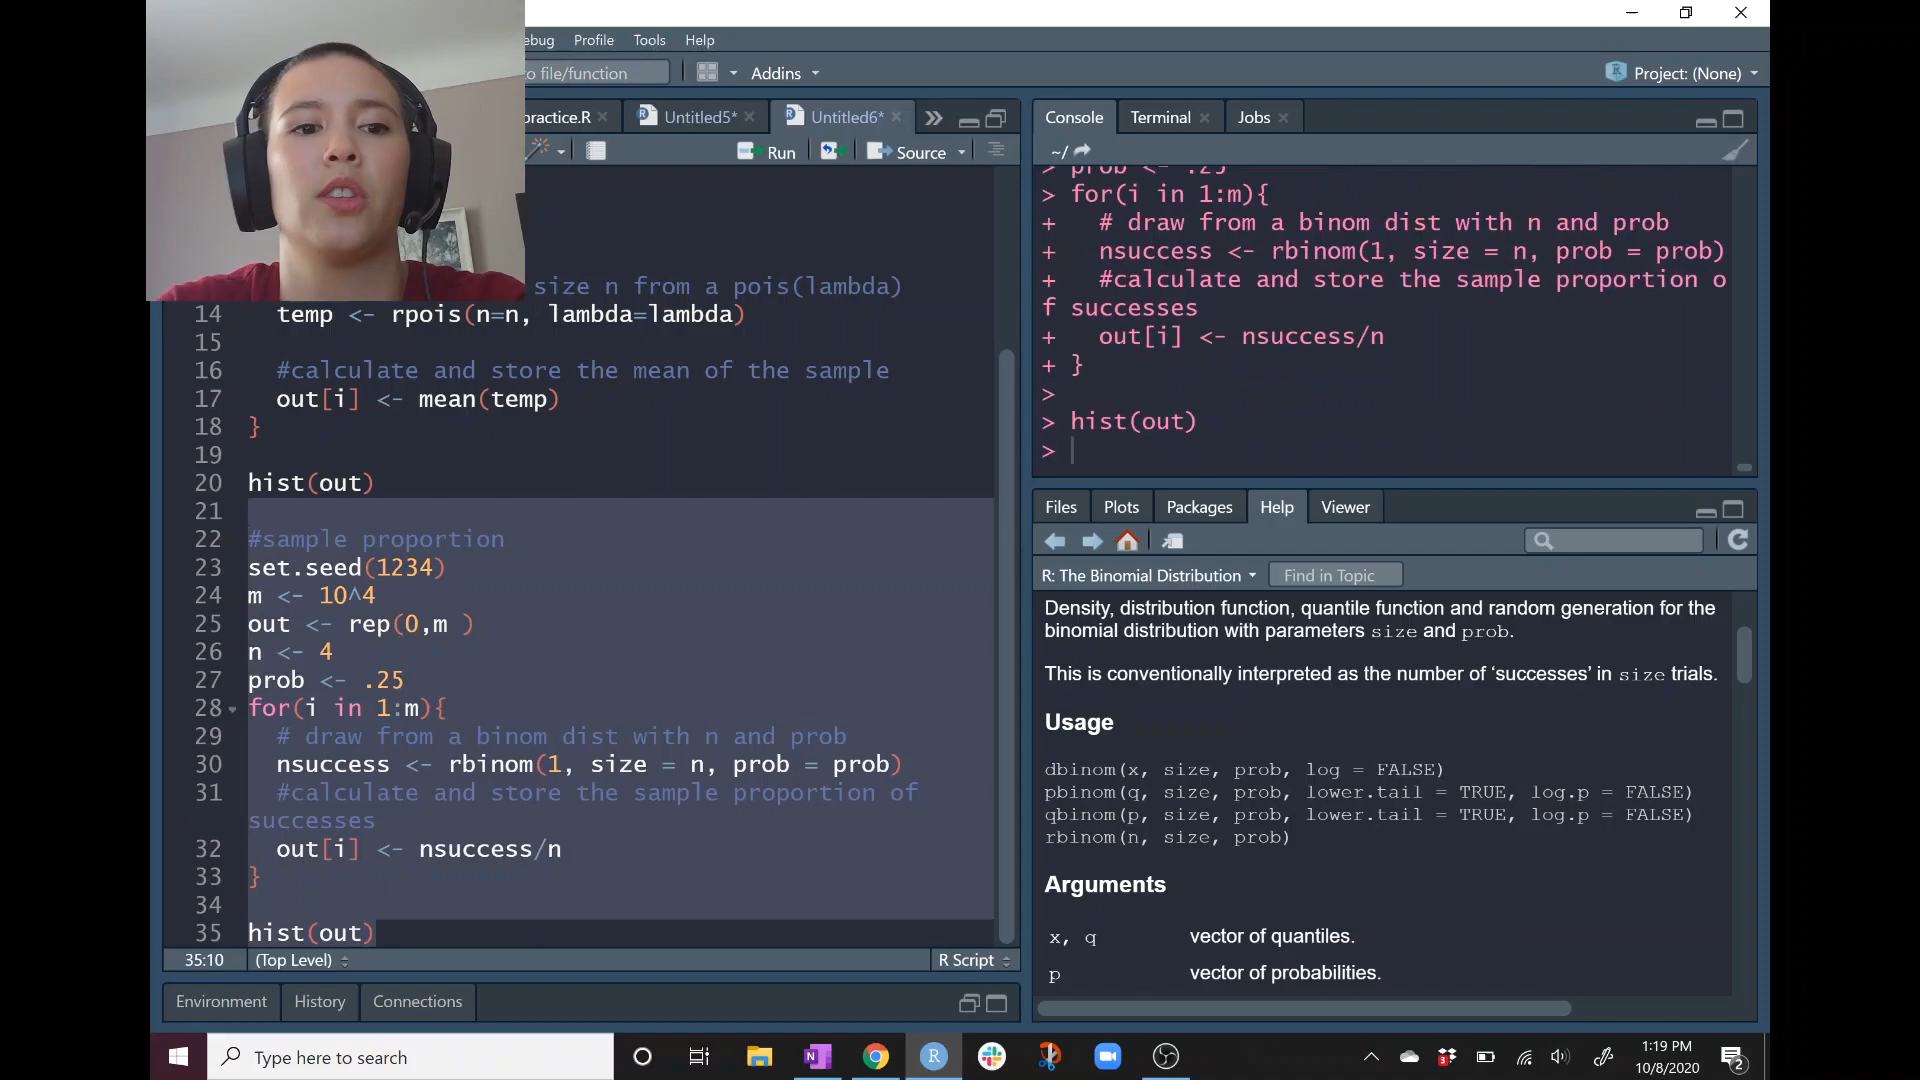 ebug Profile Tools Help
to file/function
Addins
Project: (None)
practice.R
Untitled5*
Untitled6*
Run
Source
size n from a pois(lambda)
14 temp <- rpois(n=n, lambda=lambda)
15
16 #calculate and store the mean of the sample
17 out[i] <- mean(temp)
18 }
19
20 hist(out)
21
22 #sample proportion
23 set.seed(1234)
24 m <- 10^4
25 out <- rep(0,m )
26 n <- 4
27 prob <- .25
28 for(i in 1:m){
29 # draw from a binom dist with n and prob
30 nsuccess <- rbinom(1, size = n, prob = prob)
31 #calculate and store the sample proportion of
successes
32 out[i] <- nsuccess/n
33 }
34
35 hist(out)
35:10 (Top Level) R Script
Environment History Connections
Console Terminal Jobs
~/
> prob <- .25
> for(i in 1:m){
+ # draw from a binom dist with n and prob
+ nsuccess <- rbinom(1, size = n, prob = prob)
+ #calculate and store the sample proportion o
f successes
+ out[i] <- nsuccess/n
+ }
>
> hist(out)
>
Files Plots Packages Help Viewer
R: The Binomial Distribution Find in Topic
Density, distribution function, quantile function and random generation for the
binomial distribution with parameters size and prob.
This is conventionally interpreted as the number of ‘successes’ in size trials.
Usage
dbinom(x, size, prob, log = FALSE)
pbinom(q, size, prob, lower.tail = TRUE, log.p = FALSE)
qbinom(p, size, prob, lower.tail = TRUE, log.p = FALSE)
rbinom(n, size, prob)
Arguments
x, q vector of quantiles.
p vector of probabilities.
Type here to search
1:19 PM
10/8/2020
3
2